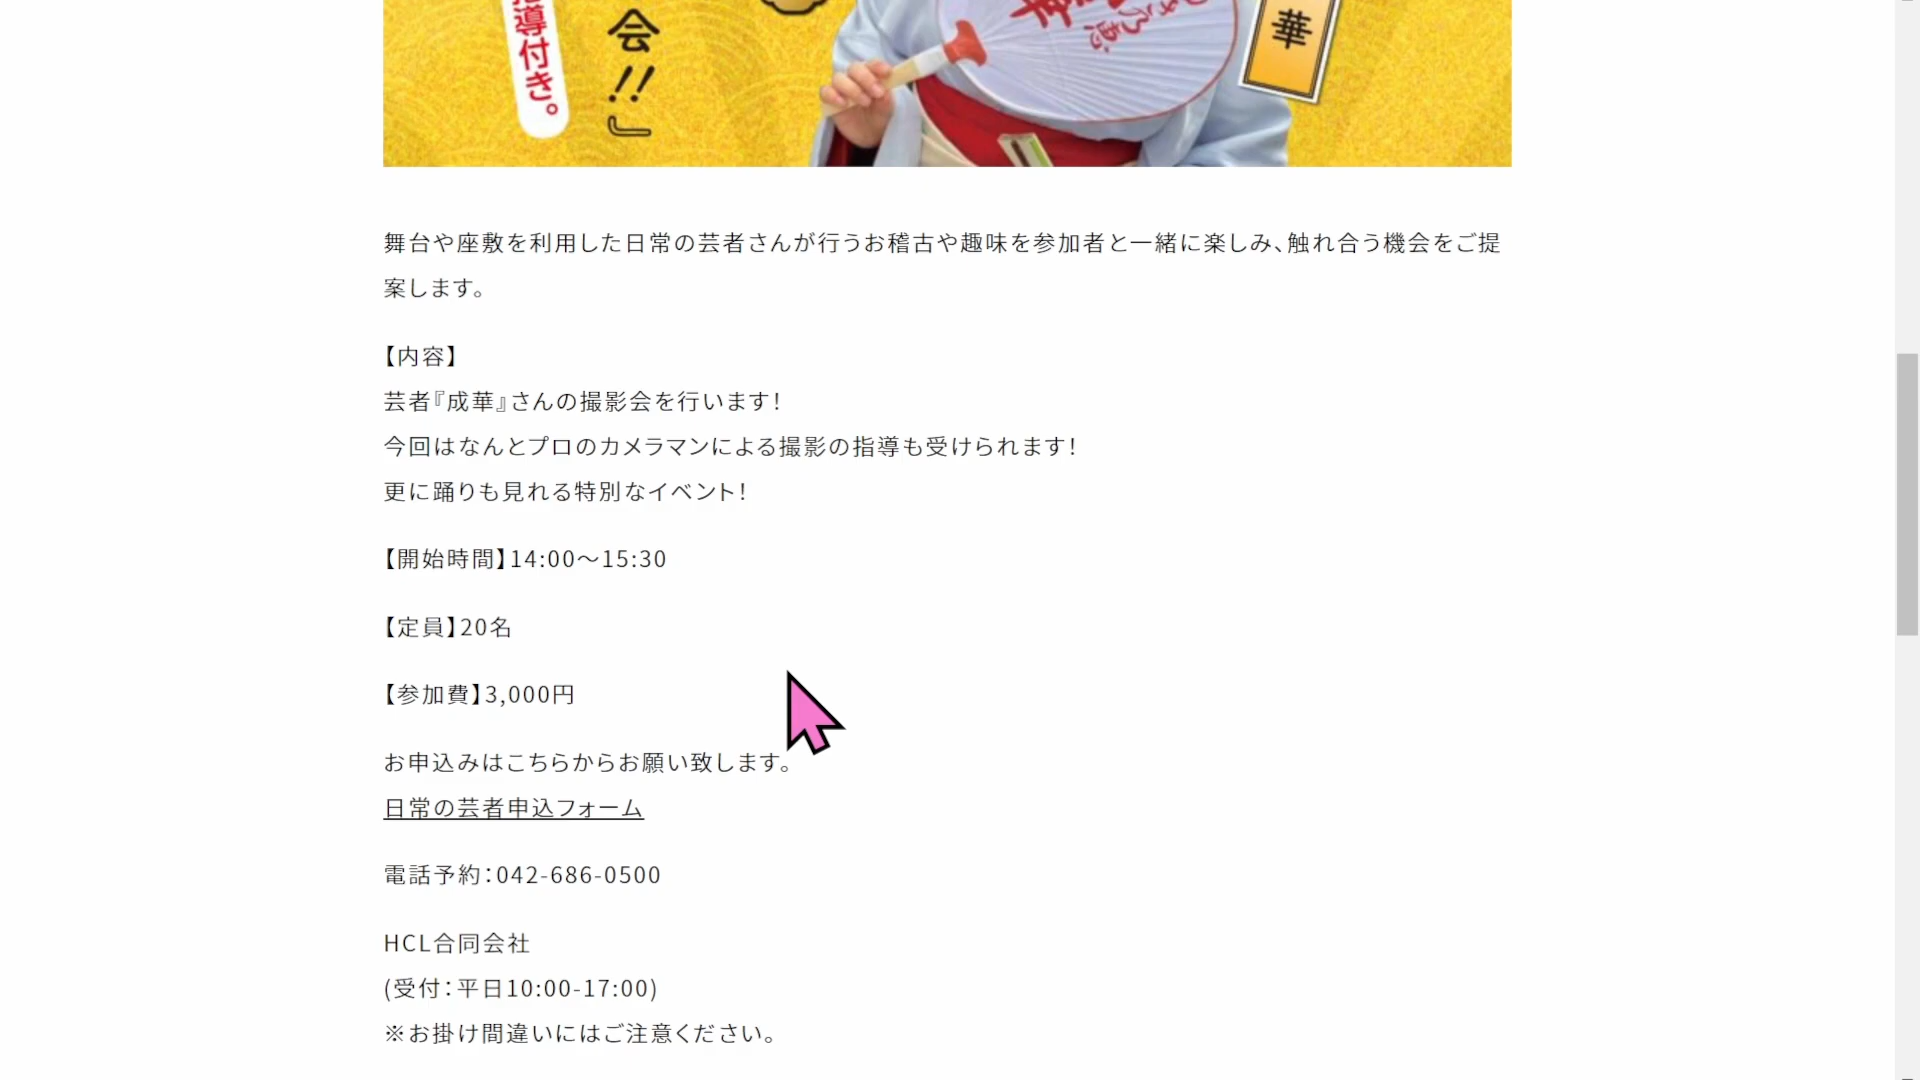 導付き。
会!!』
華
舞台や座敷を利用した日常の芸者さんが行うお稽古や趣味を参加者と一緒に楽しみ、触れ合う機会をご提
案します。
【内容】
芸者『成華』さんの撮影会を行います！
今回はなんとプロのカメラマンによる撮影の指導も受けられます！
更に踊りも見れる特別なイベント！
【開始時間】14:00～15:30
【定員】20名
【参加費】3,000円
お申込みはこちらからお願い致します。
日常の芸者申込フォーム
電話予約：042-686-0500
HCL合同会社
(受付：平日10:00-17:00)
※お掛け間違いにはご注意ください。